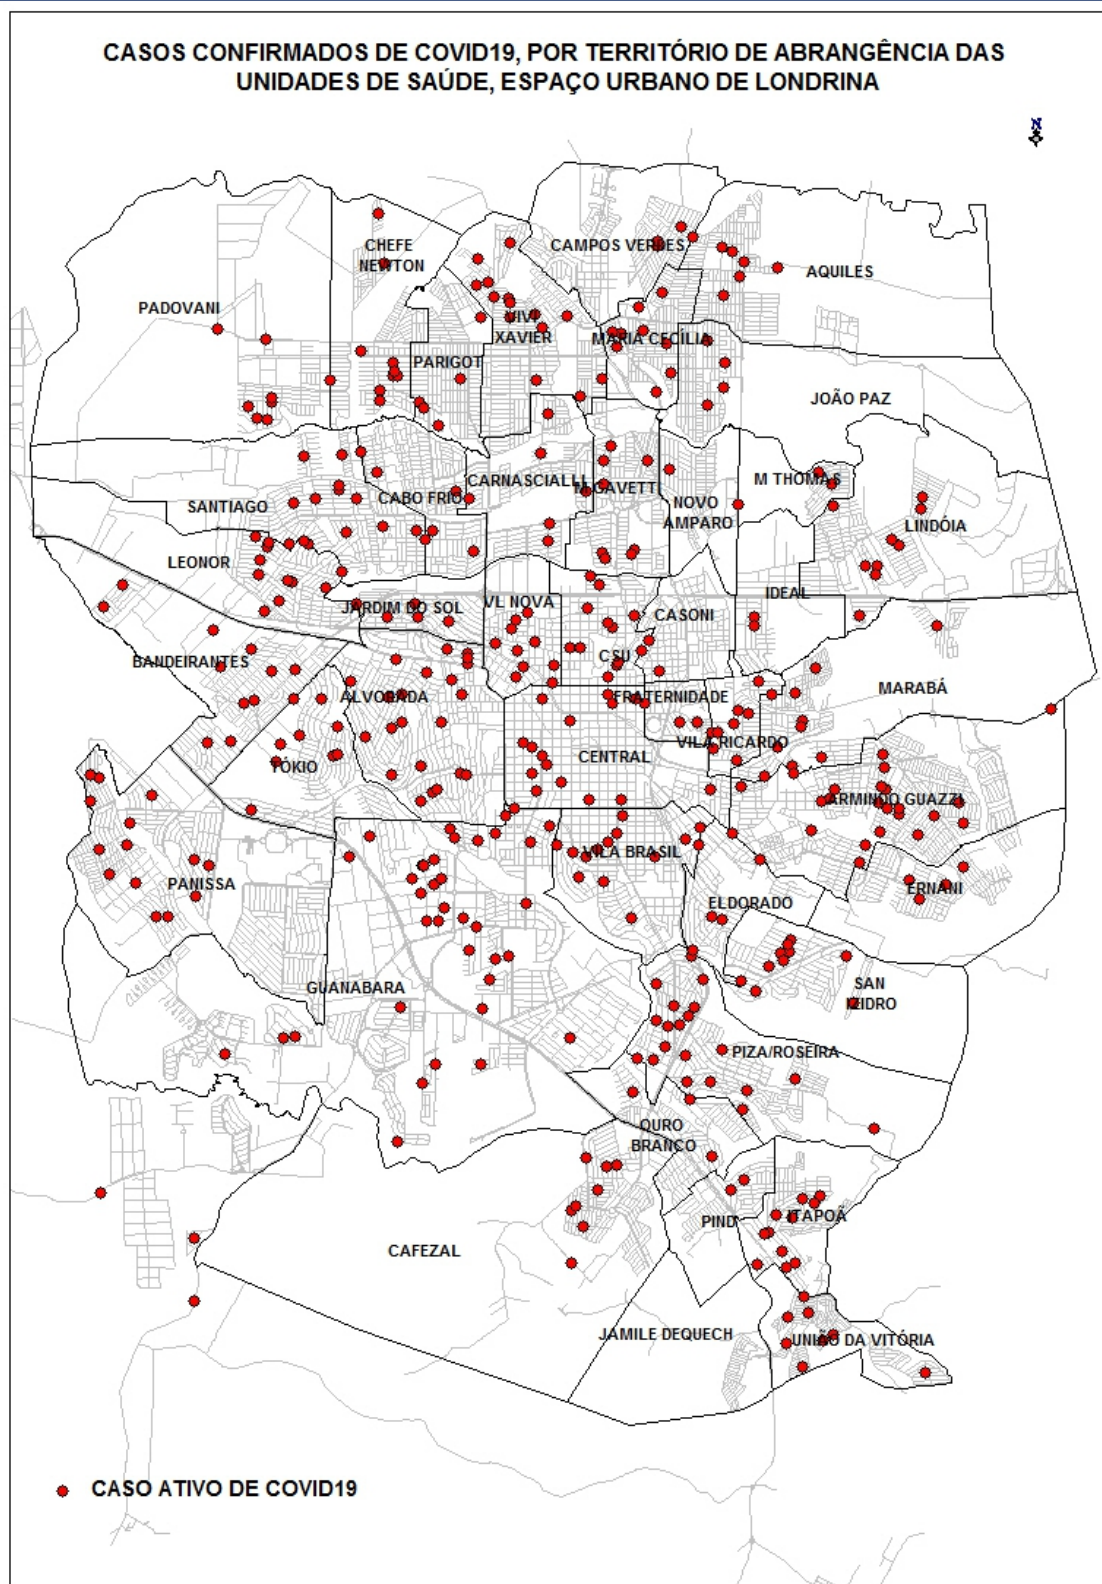 CASOS CONFIRMADOS DE COVID19, POR TERRITÓRIO DE ABRANGÊNCIA DAS
UNIDADES DE SAÚDE, ESPAÇO URBANO DE LONDRINA
N
CHEFE
NEWTON
CAMPOS VERDES
AQUILES
PADOVANI
VIVI
XAVIER
MARIA CECÍLIA
PARIGOT
JOÃO PAZ
CARNASCIALLI
M THOMAS
CABO FRIO
SANTIAGO
NOVO
AMPARO
LINDÓIA
LEONOR
IDEAL
JARDIM DO SOL
VL NOVA
CASONI
CSU
BANDEIRANTES
ALVORADA
FRATERNIDADE
MARABÁ
VILA RICARDO
CENTRAL
TÓKIO
ARMINDO GUAZZI
VILA BRASIL
PANISSA
ERNANI
ELDORADO
GUANABARA
SAN
IZIDRO
PIZA/ROSEIRA
OURO
BRANCO
PIND
ITAPOÃ
CAFEZAL
JAMILE DEQUECH
UNIÃO DA VITÓRIA
CASO ATIVO DE COVID19